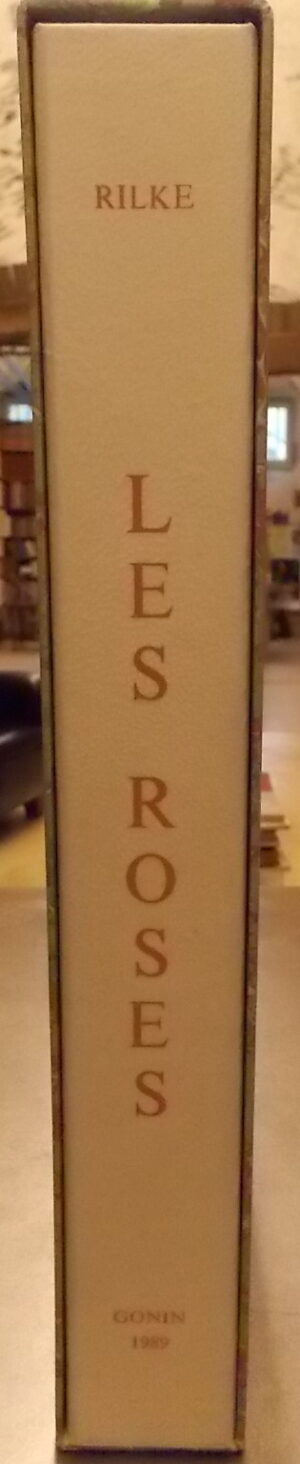 RILKE
LES ROSES
GONIN
1989